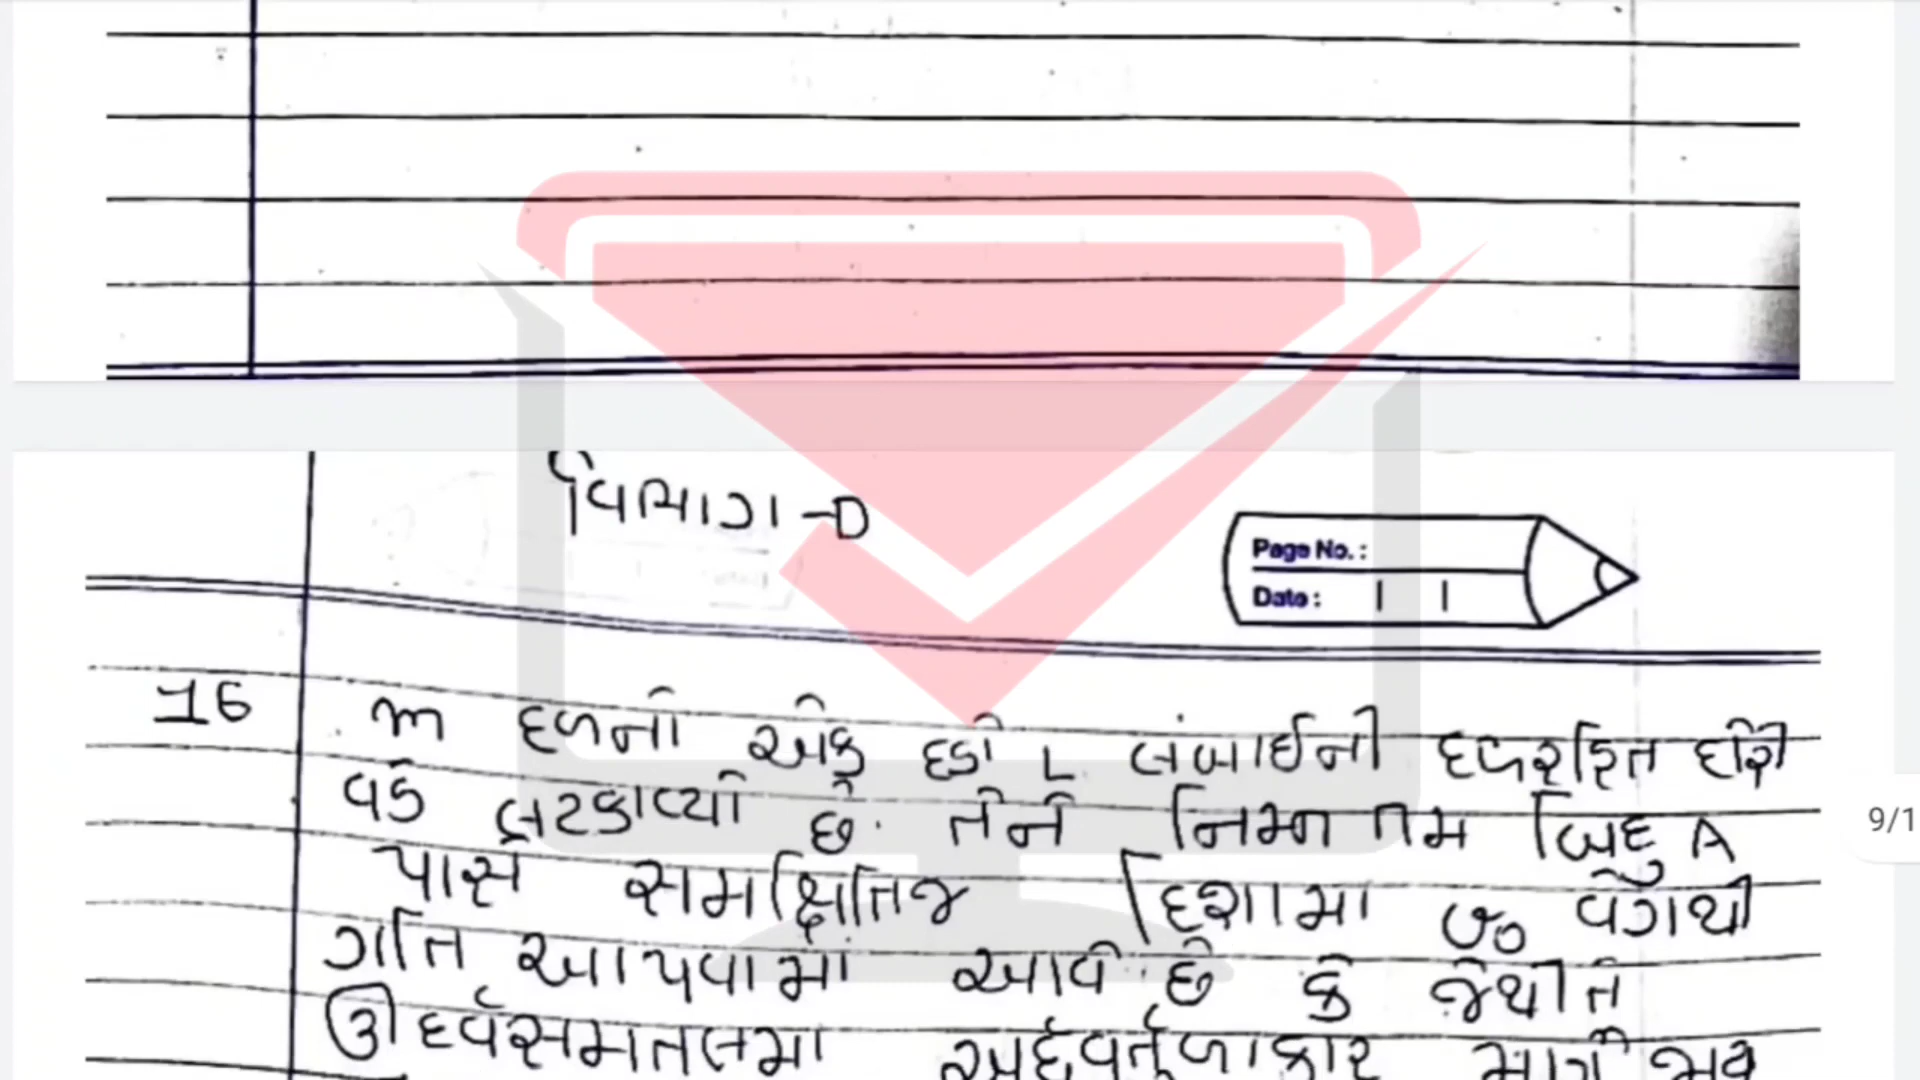 વિભાગ-D
Page No.:
Date:
16 m દળનો એક દડો L લંબાઈની દળરહિત દોરી
વડે લટકાવ્યો છે. તેને નિમ્નતમ બિંદુ A
પાસે સમક્ષિતિજ દિશામાં v₀ વેગથી
9/1
ગતિ આપવામાં આવે છે કે જેથી તે
ઊર્ધ્વસમતલમાં અર્ધવર્તુળાકાર માર્ગ